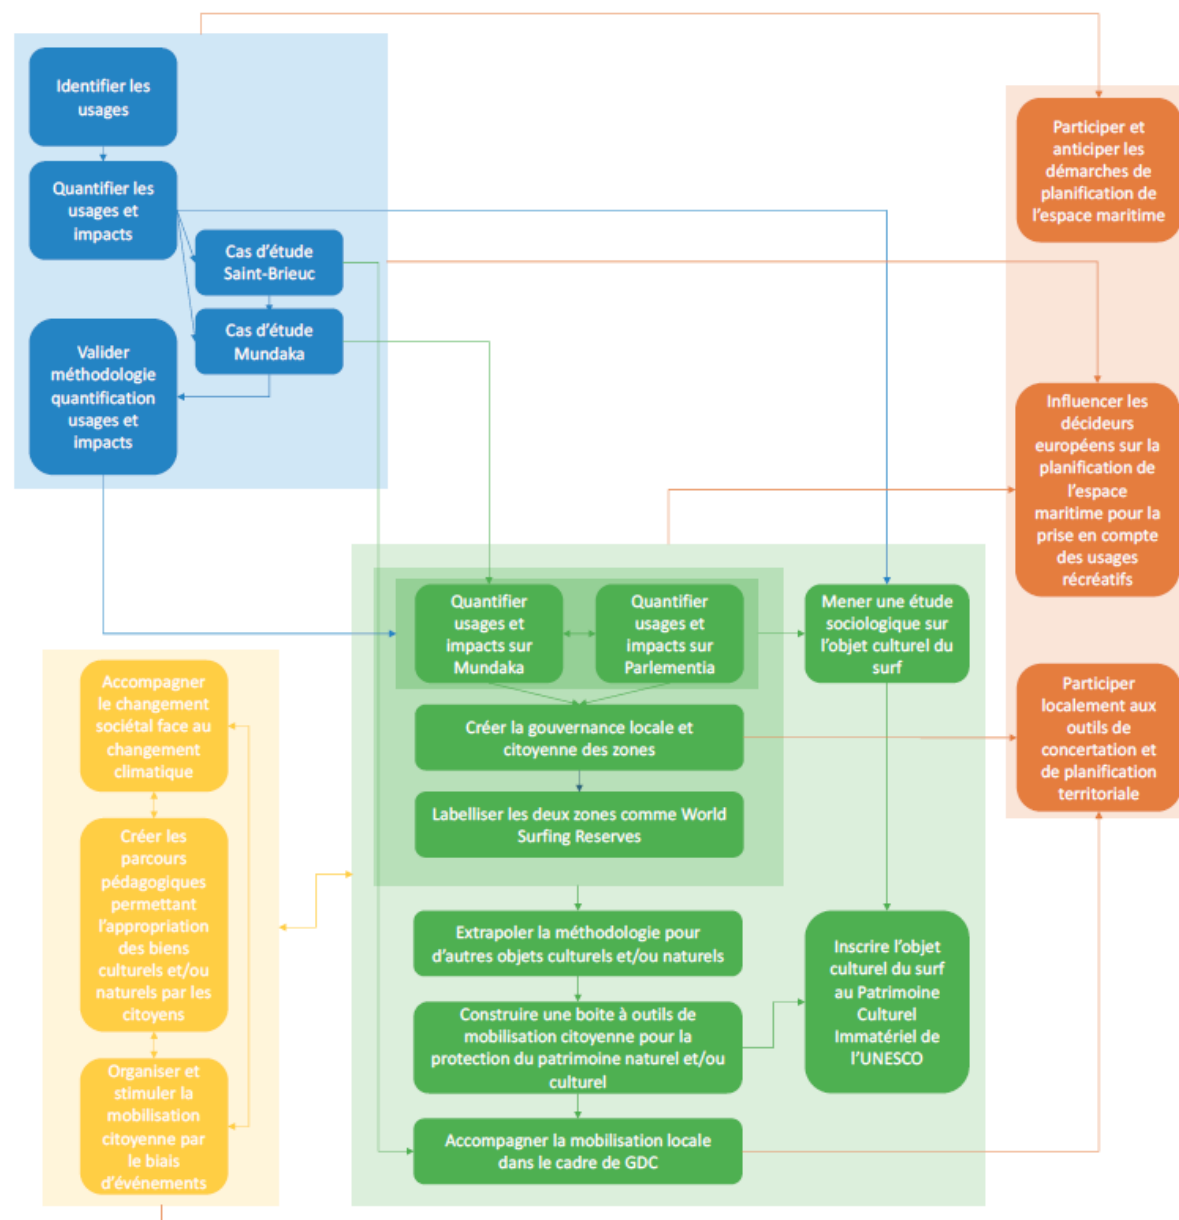 Identifier les
usages
Quantifier les
usages et
impacts
Cas d'étude
Saint-Brieuc
Cas d'étude
Mundaka
Valider
méthodologie
quantification
usages et
impacts
Participer et
anticiper les
démarches de
planification de
l'espace maritime
Influencer les
décideurs
européens sur la
planification de
l'espace
maritime pour la
prise en compte
des usages
récréatifs
Participer
localement aux
outils de
concertation et
de planification
territoriale
Quantifier
usages et
impacts sur
Mundaka
Quantifier
usages et
impacts sur
Parlementia
Mener une étude
sociologique sur
l'objet culturel du
surf
Créer la gouvernance locale et
citoyenne des zones
Labelliser les deux zones comme World
Surfing Reserves
Extrapoler la méthodologie pour
d'autres objets culturels et/ou naturels
Construire une boite à outils de
mobilisation citoyenne pour la
protection du patrimoine naturel et/ou
culturel
Inscrire l'objet
culturel du surf
au Patrimoine
Culturel
Immatériel de
l'UNESCO
Accompagner la mobilisation locale
dans le cadre de GDC
Accompagner
le changement
sociétal face au
changement
climatique
Créer les
parcours
pédagogiques
permettant
l'appropriation
des biens
culturels et/ou
naturels par les
citoyens
Organiser et
stimuler la
mobilisation
citoyenne par
le biais
d'événements